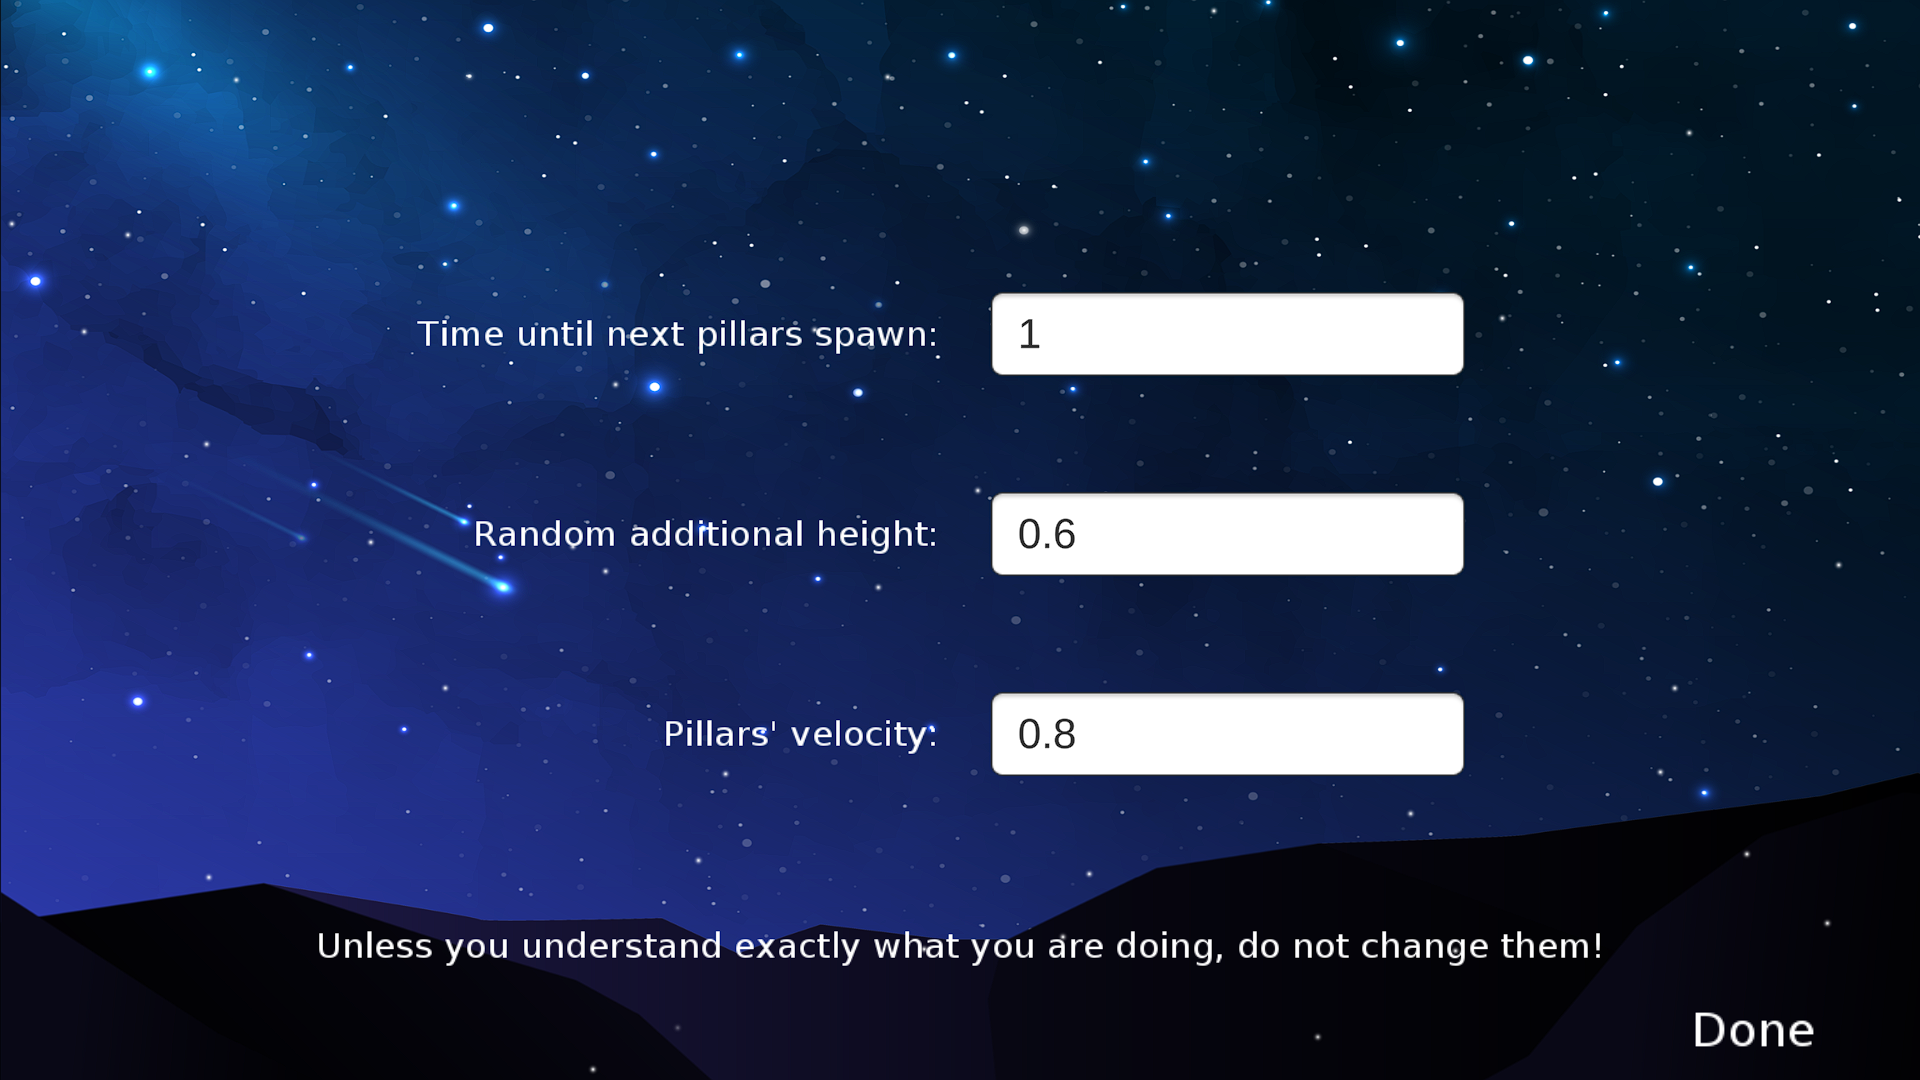 Time until next pillars spawn: 1
Random additional height: 0.6
Pillars' velocity: 0.8
Unless you understand exactly what you are doing, do not change them!
Done